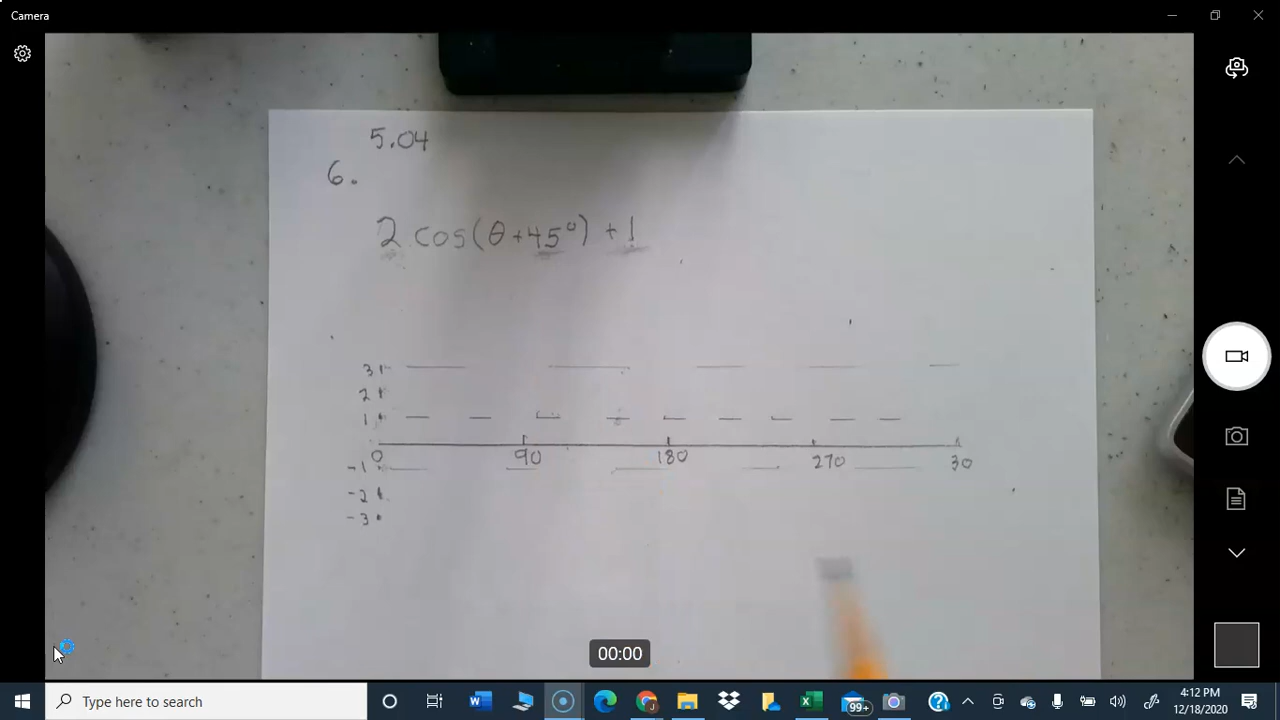 Camera
5.04
6.
2 cos(θ+45°) +1
3
2
1
0 90 180 270 30
-1
-2
-3
00:00
Type here to search
99+
4:12 PM
12/18/2020